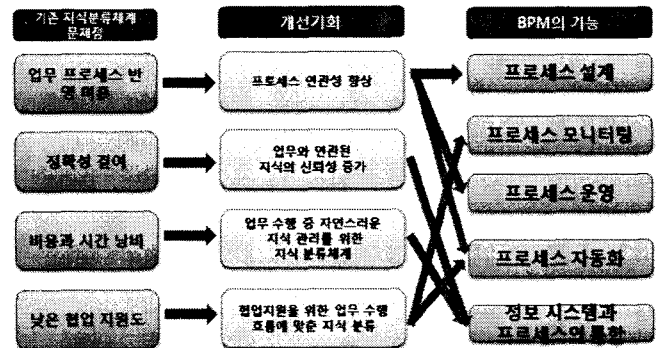 기존 지식분류체계
문제점
개선기회
BPM의 기능
업무 프로세스 반
영 미흡
프로세스 연관성 향상
프로세스 설계
정확성 결여
업무와 연관된
지식의 신뢰성 증가
프로세스 모니터링
프로세스 운영
비용과 시간 낭비
업무 수행 중 자연스러운
지식 관리를 위한
지식 분류체계
프로세스 자동화
낮은 협업 지원도
협업지원을 위한 업무 수행
흐름에 맞춘 지식 분류
정보 시스템과
프로세스의 통합